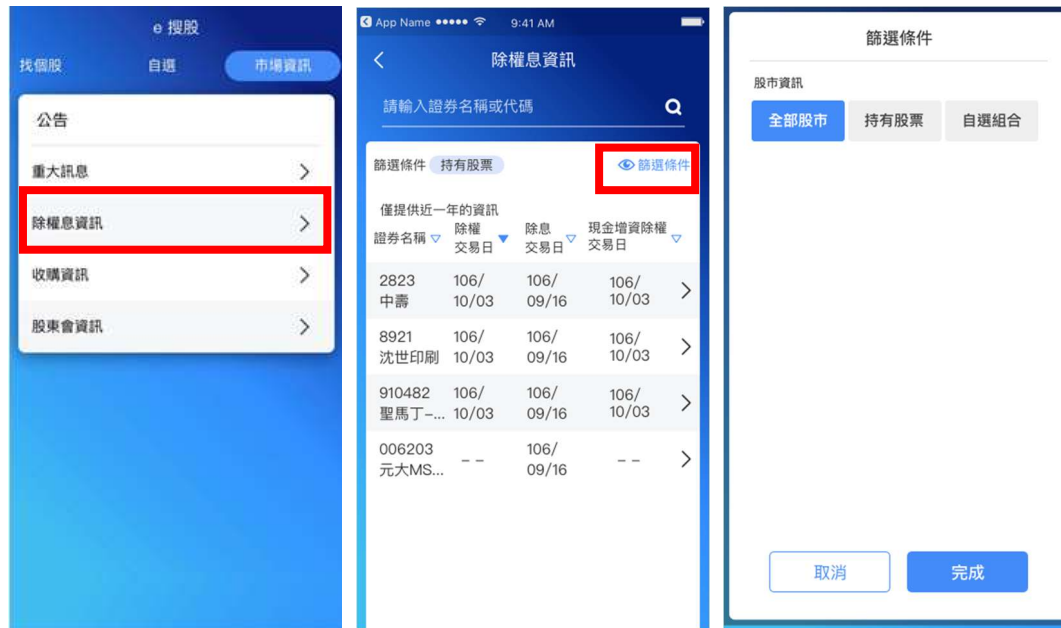 e 搜股
找個股 自選 市場資訊
公告
重大訊息
除權息資訊
收購資訊
股東會資訊
App Name 9:41 AM
除權息資訊
請輸入證券名稱或代碼
篩選條件 持有股票 篩選條件
僅提供近一年的資訊
證券名稱 除權交易日 除息交易日 現金增資除權交易日
2823 106/ 106/ 106/
中壽 10/03 09/16 10/03
8921 106/ 106/ 106/
沈世印刷 10/03 09/16 10/03
910482 106/ 106/ 106/
聖馬丁-... 10/03 09/16 10/03
006203 -- 106/ --
元大MS... 09/16
篩選條件
股市資訊
全部股市 持有股票 自選組合
取消 完成